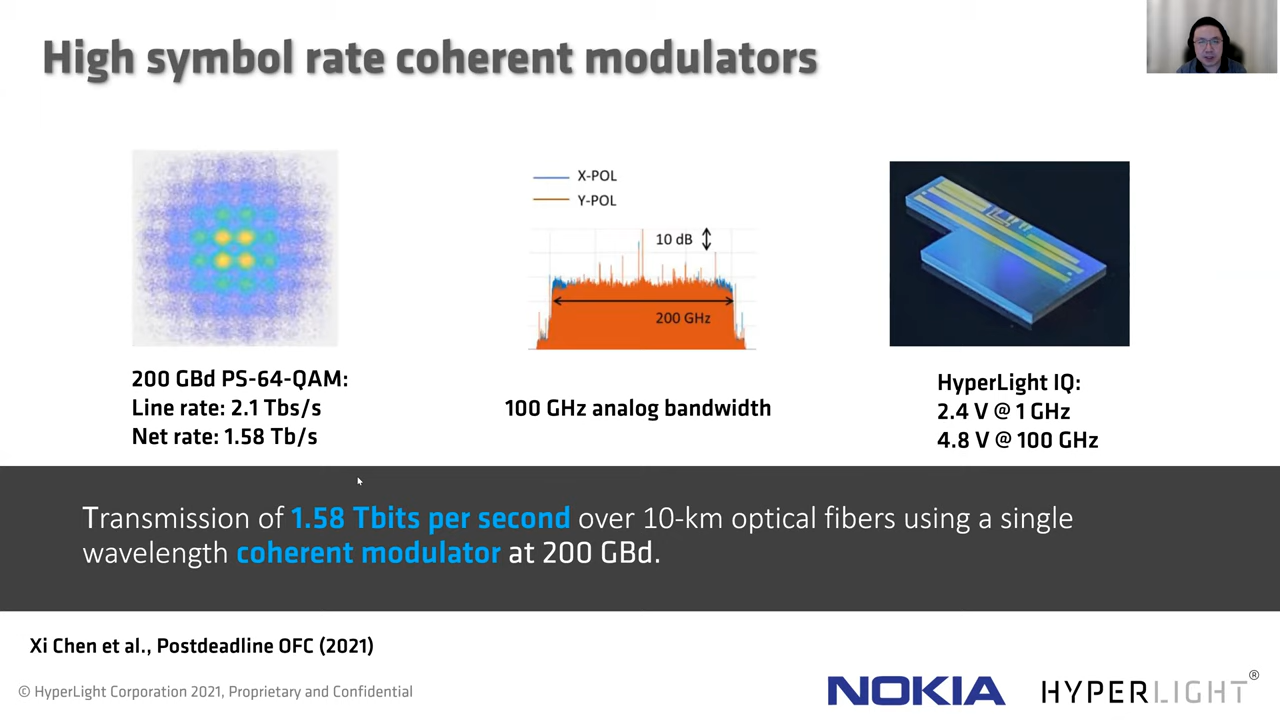 High symbol rate coherent modulators
X-POL
Y-POL
10 dB
200 GHz
200 GBd PS-64-QAM:
Line rate: 2.1 Tbs/s
Net rate: 1.58 Tb/s
100 GHz analog bandwidth
HyperLight IQ:
2.4 V @ 1 GHz
4.8 V @ 100 GHz
Transmission of 1.58 Tbits per second over 10-km optical fibers using a single
wavelength coherent modulator at 200 GBd.
Xi Chen et al., Postdeadline OFC (2021)
© HyperLight Corporation 2021, Proprietary and Confidential
NOKIA
HYPERLIGHT®